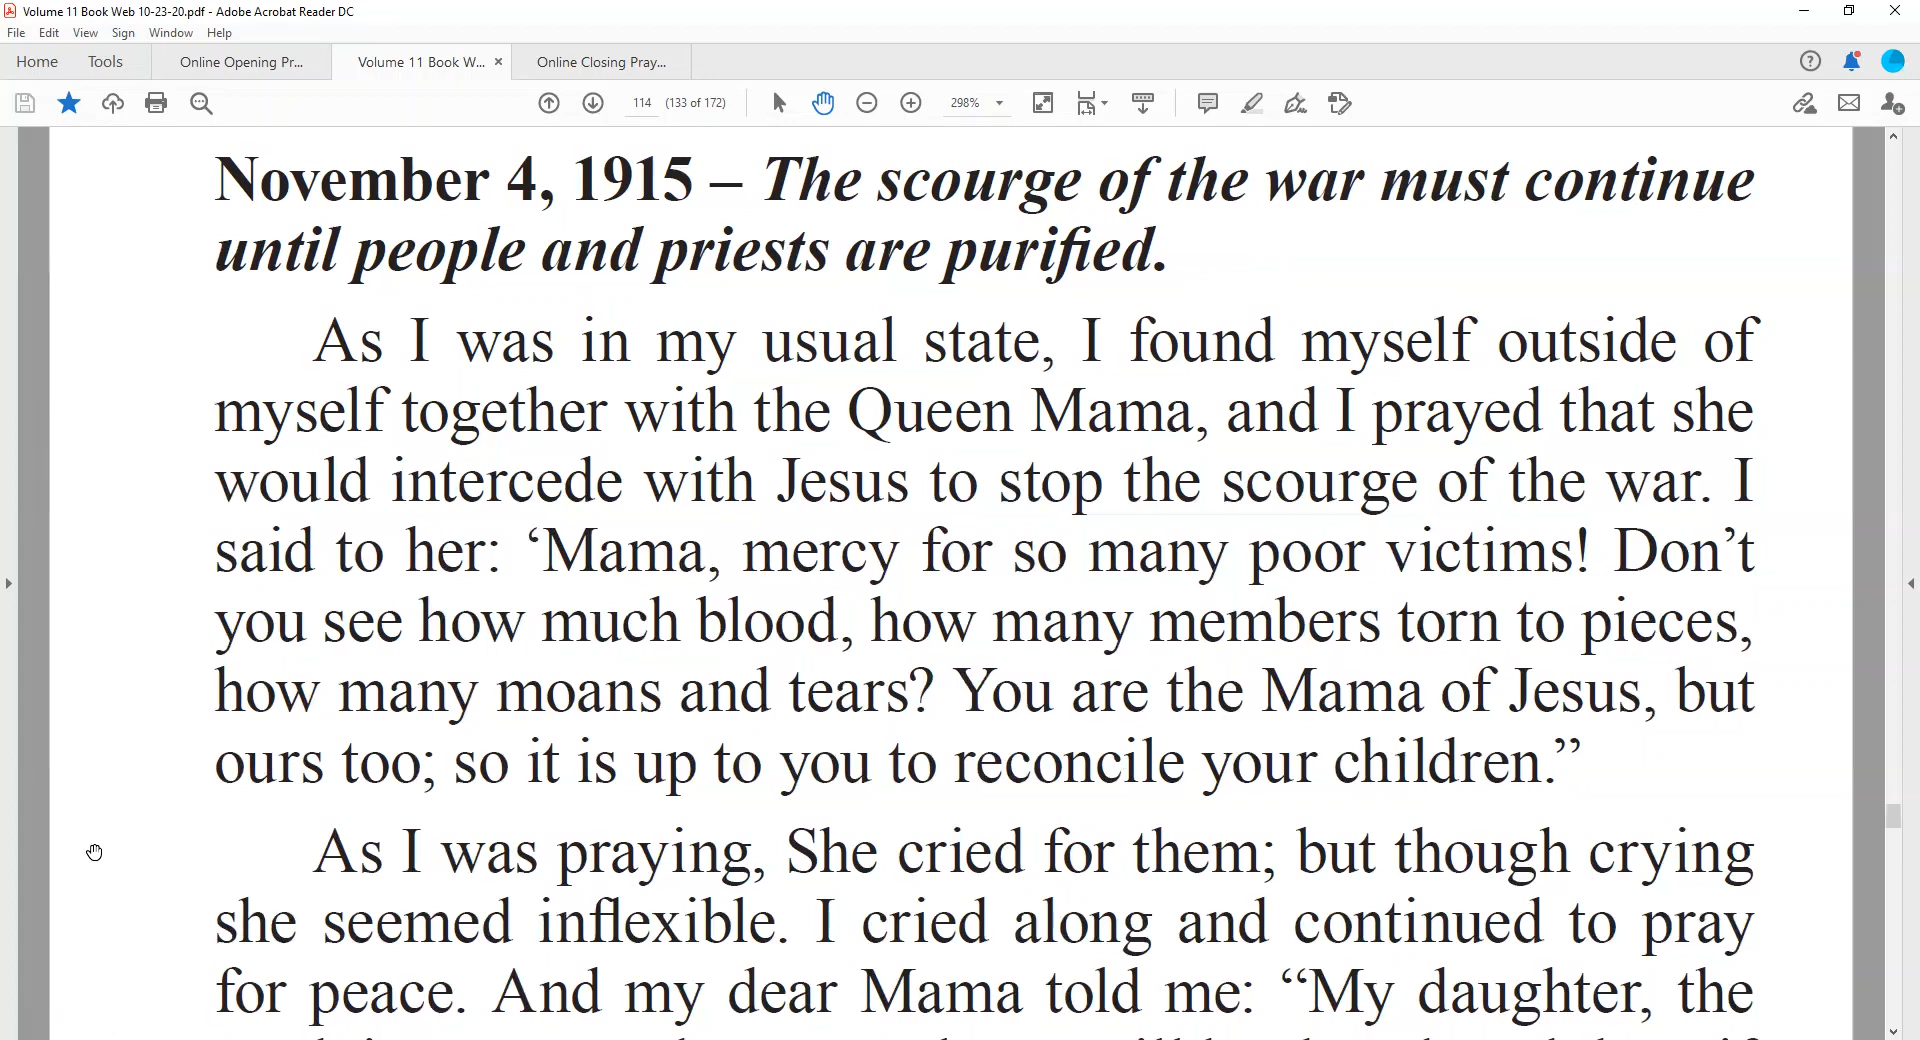 Volume 11 Book Web 10-23-20.pdf - Adobe Acrobat Reader DC
File Edit View Sign Window Help
Home Tools Online Opening Pr... Volume 11 Book W... × Online Closing Pray...
114 (133 of 172) 298%
November 4, 1915 – The scourge of the war must continue
until people and priests are purified.
As I was in my usual state, I found myself outside of
myself together with the Queen Mama, and I prayed that she
would intercede with Jesus to stop the scourge of the war. I
said to her: ‘Mama, mercy for so many poor victims! Don’t
you see how much blood, how many members torn to pieces,
how many moans and tears? You are the Mama of Jesus, but
ours too; so it is up to you to reconcile your children.”
As I was praying, She cried for them; but though crying
she seemed inflexible. I cried along and continued to pray
for peace. And my dear Mama told me: “My daughter, the